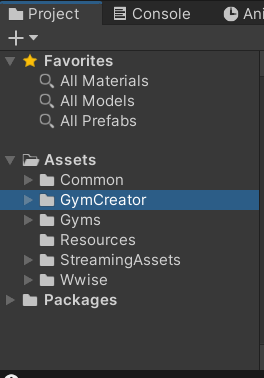 Project Console Ani
Favorites
All Materials
All Models
All Prefabs
Assets
Common
GymCreator
Gyms
Resources
StreamingAssets
Wwise
Packages